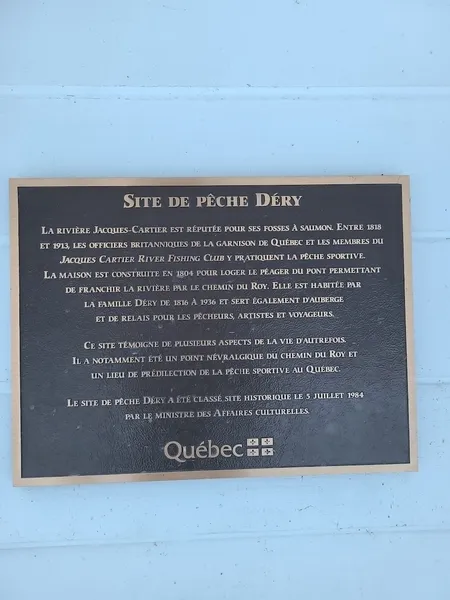 SITE DE PÊCHE DÉRY
LA RIVIÈRE JACQUES-CARTIER EST RÉPUTÉE POUR SES FOSSES À SAUMON. ENTRE 1818
ET 1913, LES OFFICIERS BRITANNIQUES DE LA GARNISON DE QUÉBEC ET LES MEMBRES DU
JACQUES CARTIER RIVER FISHING CLUB Y PRATIQUENT LA PÊCHE SPORTIVE.
LA MAISON EST CONSTRUITE EN 1804 POUR LOGER LE PÉAGER DU PONT PERMETTANT
DE FRANCHIR LA RIVIÈRE PAR LE CHEMIN DU ROY. ELLE EST HABITÉE PAR
LA FAMILLE DÉRY DE 1816 À 1936 ET SERT ÉGALEMENT D'AUBERGE
ET DE RELAIS POUR LES PÊCHEURS, ARTISTES ET VOYAGEURS.
CE SITE TÉMOIGNE DE PLUSIEURS ASPECTS DE LA VIE D'AUTREFOIS.
IL A NOTAMMENT ÉTÉ UN POINT NÉVRALGIQUE DU CHEMIN DU ROY ET
UN LIEU DE PRÉDILECTION DE LA PÊCHE SPORTIVE AU QUÉBEC.
LE SITE DE PÊCHE DÉRY A ÉTÉ CLASSÉ SITE HISTORIQUE LE 5 JUILLET 1984
PAR LE MINISTRE DES AFFAIRES CULTURELLES.
Québec